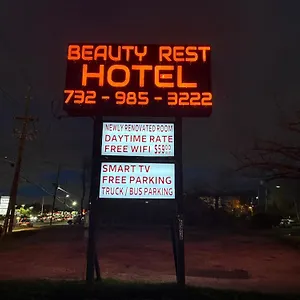 BEAUTY REST
HOTEL
732 - 985 - 3222
NEWLY RENOVATED ROOM
DAYTIME RATE
FREE WIFI $59
SMART TV
FREE PARKING
TRUCK / BUS PARKING